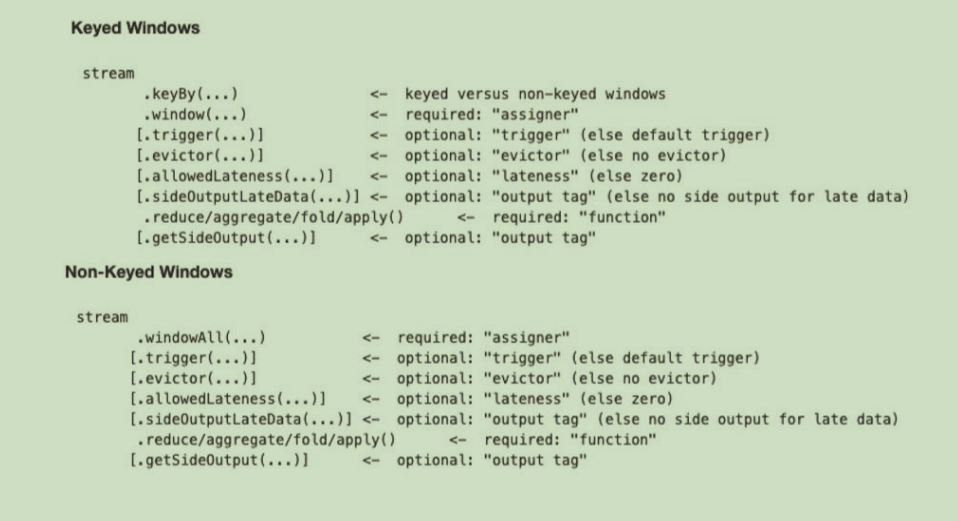 Keyed Windows
stream
.keyBy(...) <- keyed versus non-keyed windows
.window(...) <- required: "assigner"
[.trigger(...)] <- optional: "trigger" (else default trigger)
[.evictor(...)] <- optional: "evictor" (else no evictor)
[.allowedLateness(...)] <- optional: "lateness" (else zero)
[.sideOutputLateData(...)] <- optional: "output tag" (else no side output for late data)
.reduce/aggregate/fold/apply() <- required: "function"
[.getSideOutput(...)] <- optional: "output tag"
Non-Keyed Windows
stream
.windowAll(...) <- required: "assigner"
[.trigger(...)] <- optional: "trigger" (else default trigger)
[.evictor(...)] <- optional: "evictor" (else no evictor)
[.allowedLateness(...)] <- optional: "lateness" (else zero)
[.sideOutputLateData(...)] <- optional: "output tag" (else no side output for late data)
.reduce/aggregate/fold/apply() <- required: "function"
[.getSideOutput(...)] <- optional: "output tag"